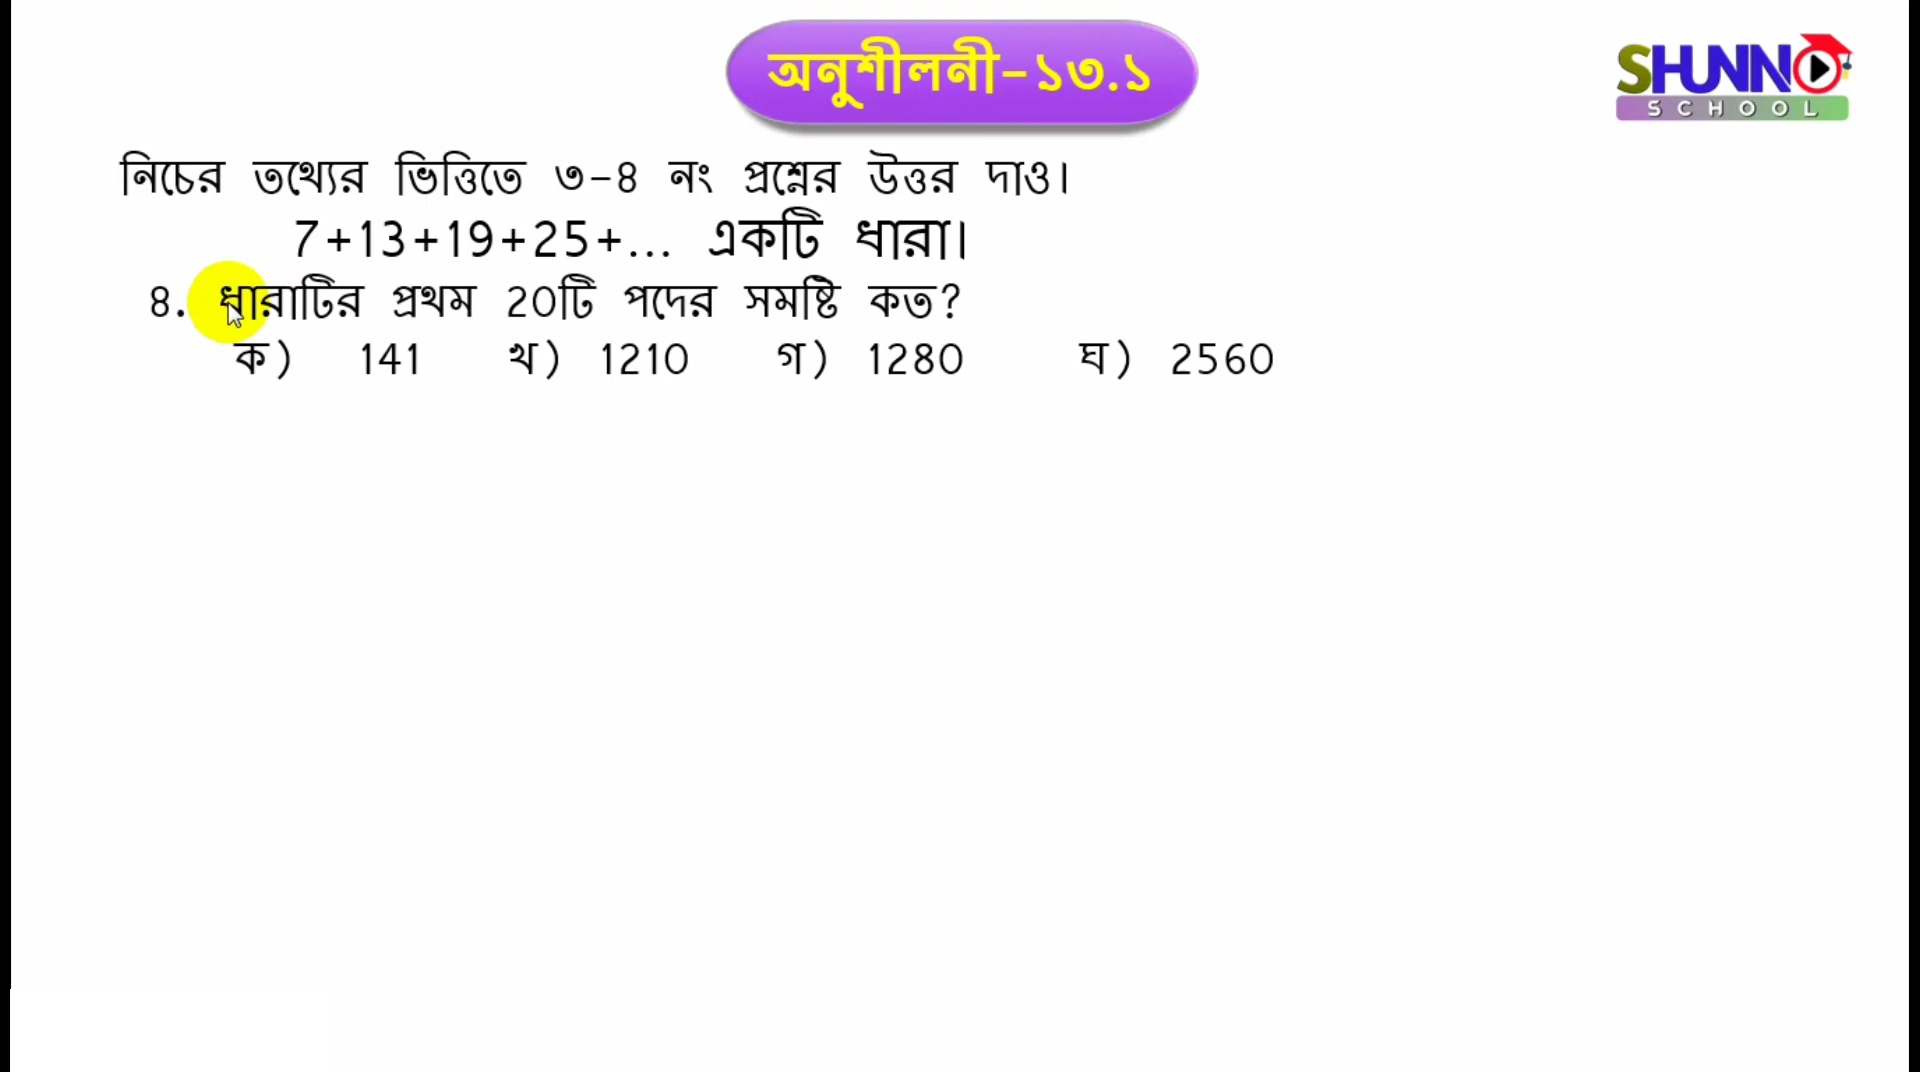 অনুশীলনী-১৩.১
SHUNNO
SCHOOL
নিচের তথ্যের ভিত্তিতে ৩-৪ নং প্রশ্নের উত্তর দাও।
7+13+19+25+... একটি ধারা।
৪. ধারাটির প্রথম 20টি পদের সমষ্টি কত?
ক) 141 খ) 1210 গ) 1280 ঘ) 2560